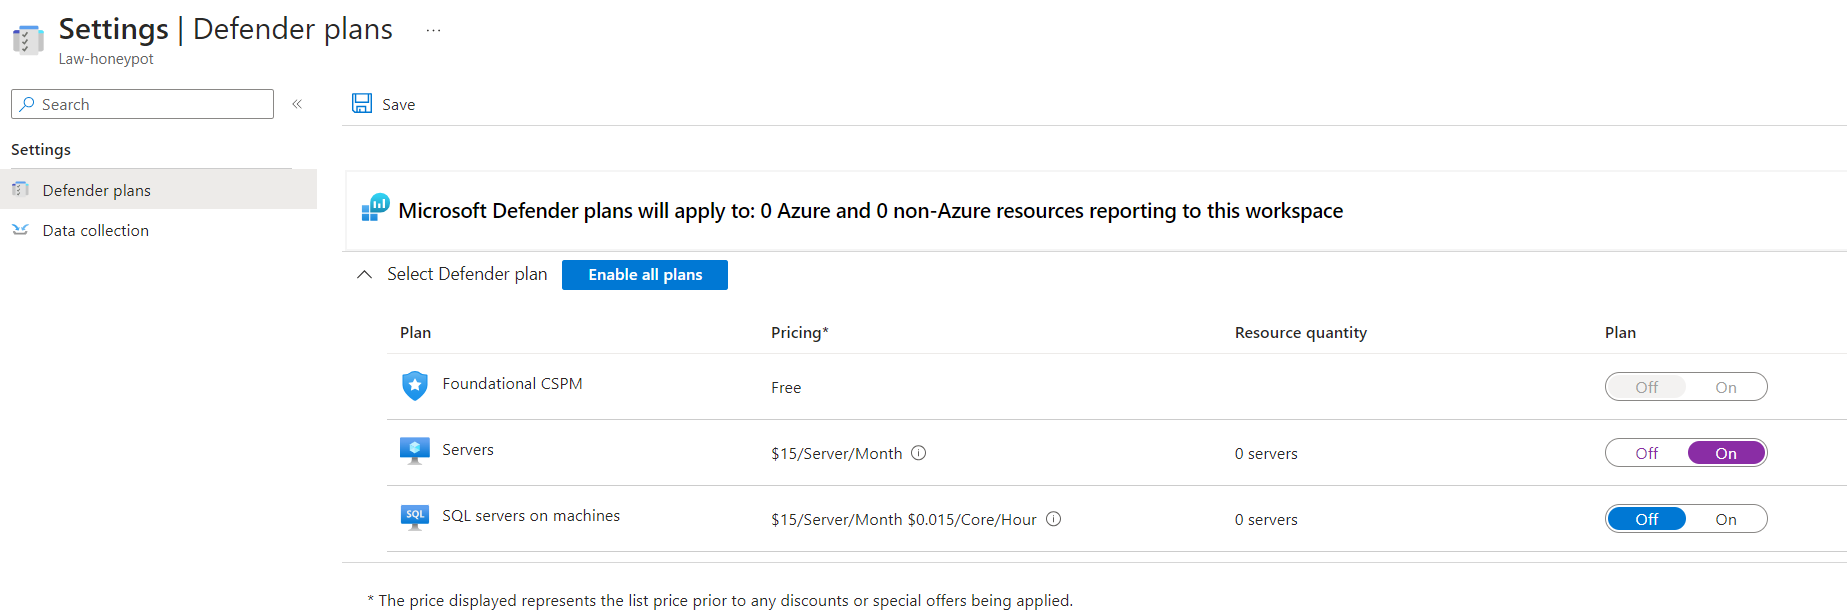 Settings | Defender plans ...
Law-honeypot
Search «
Save
Settings
Defender plans
Data collection
Microsoft Defender plans will apply to: 0 Azure and 0 non-Azure resources reporting to this workspace
Select Defender plan Enable all plans
Plan Pricing* Resource quantity Plan
Foundational CSPM Free Off On
Servers $15/Server/Month 0 servers Off On
SQL SQL servers on machines $15/Server/Month $0.015/Core/Hour 0 servers Off On
* The price displayed represents the list price prior to any discounts or special offers being applied.